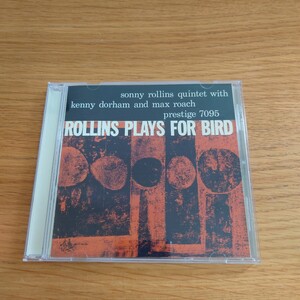 sonny rollins quintet with
kenny dorham and max roach
prestige 7095
ROLLINS PLAYS FOR BIRD